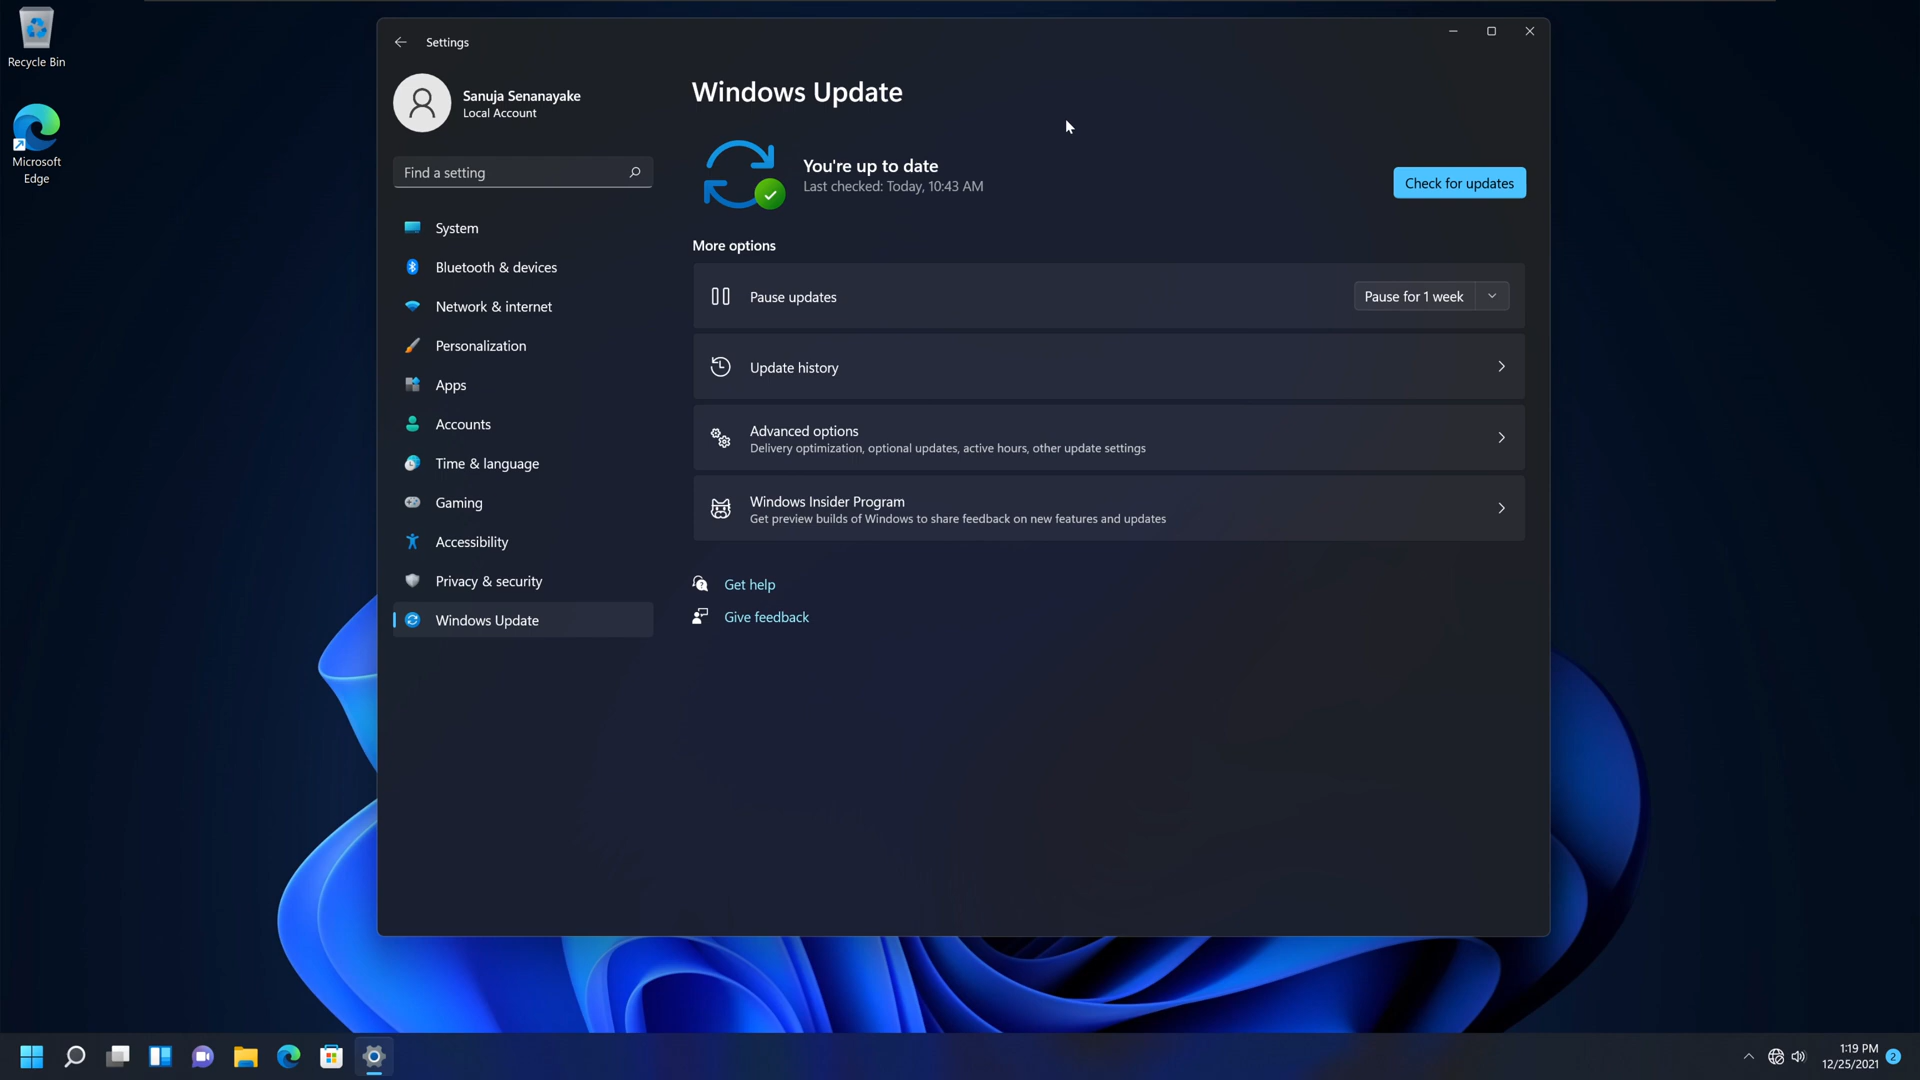 Recycle Bin
Microsoft
Edge
Settings
Sanuja Senanayake
Local Account
Find a setting
System
Bluetooth & devices
Network & internet
Personalization
Apps
Accounts
Time & language
Gaming
Accessibility
Privacy & security
Windows Update
Windows Update
You're up to date
Last checked: Today, 10:43 AM
Check for updates
More options
Pause updates
Pause for 1 week
Update history
Advanced options
Delivery optimization, optional updates, active hours, other update settings
Windows Insider Program
Get preview builds of Windows to share feedback on new features and updates
Get help
Give feedback
1:19 PM
12/25/2021
2